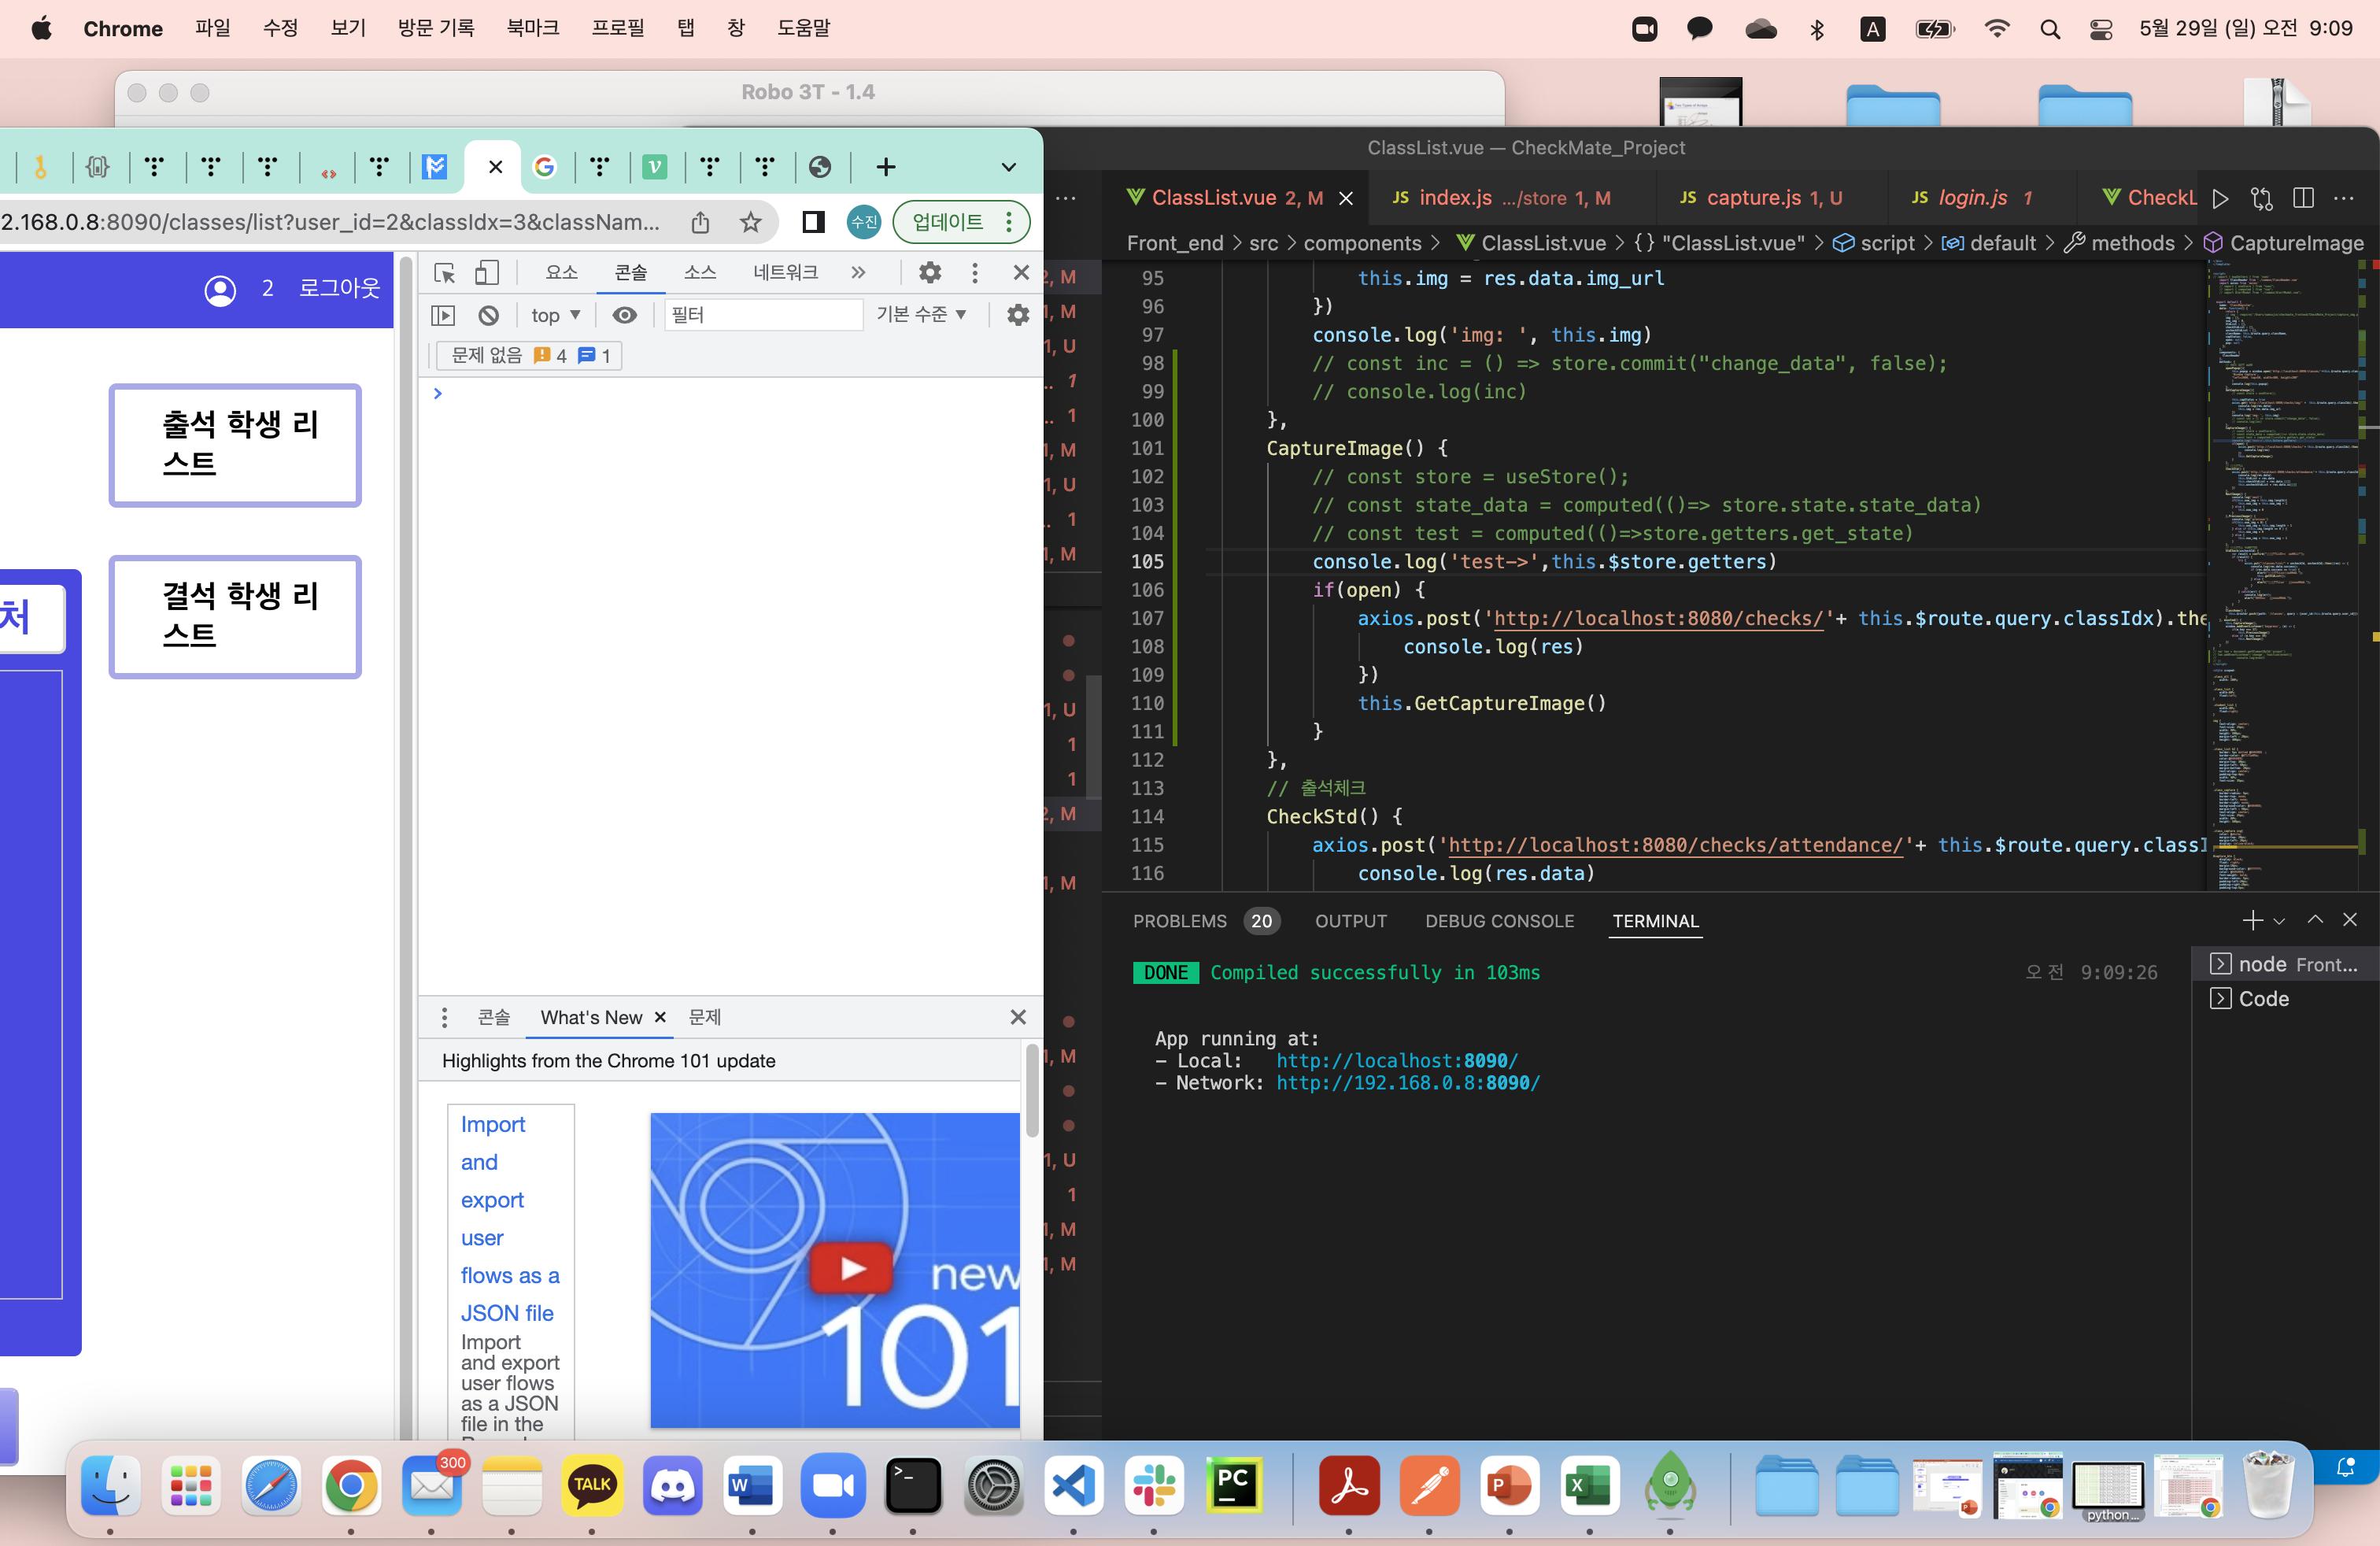 Chrome 파일 수정 보기 방문 기록 북마크 프로필 탭 창 도움말
A 5월 29일 (일) 오전 9:09
Robo 3T - 1.4
2.168.0.8:8090/classes/list?user_id=2&classIdx=3&classNam...
수진
업데이트
2 로그아웃
출석 학생 리
스트
결석 학생 리
스트
처
요소 콘솔 소스 네트워크
top 필터 기본 수준
문제 없음 4 1
콘솔 What's New 문제
Highlights from the Chrome 101 update
Import
and
export
user
flows as a
JSON file
Import
and export
user flows
as a JSON
file in the
new
101
ClassList.vue — CheckMate_Project
ClassList.vue 2, M JS index.js .../store 1, M JS capture.js 1, U JS login.js 1 CheckL
Front_end > src > components > ClassList.vue > {} "ClassList.vue" > script > default > methods > CaptureImage
95 this.img = res.data.img_url
96 })
97 console.log('img: ', this.img)
98 // const inc = () => store.commit("change_data", false);
99 // console.log(inc)
100 },
101 CaptureImage() {
102 // const store = useStore();
103 // const state_data = computed(()=> store.state.state_data)
104 // const test = computed(()=>store.getters.get_state)
105 console.log('test->',this.$store.getters)
106 if(open) {
107 axios.post('http://localhost:8080/checks/'+ this.$route.query.classIdx).the
108 console.log(res)
109 })
110 this.GetCaptureImage()
111 }
112 },
113 // 출석체크
114 CheckStd() {
115 axios.post('http://localhost:8080/checks/attendance/'+ this.$route.query.classI
116 console.log(res.data)
PROBLEMS 20 OUTPUT DEBUG CONSOLE TERMINAL
DONE Compiled successfully in 103ms 오전 9:09:26
App running at:
- Local: http://localhost:8090/
- Network: http://192.168.0.8:8090/
node Front...
Code
300
TALK
PC
python...